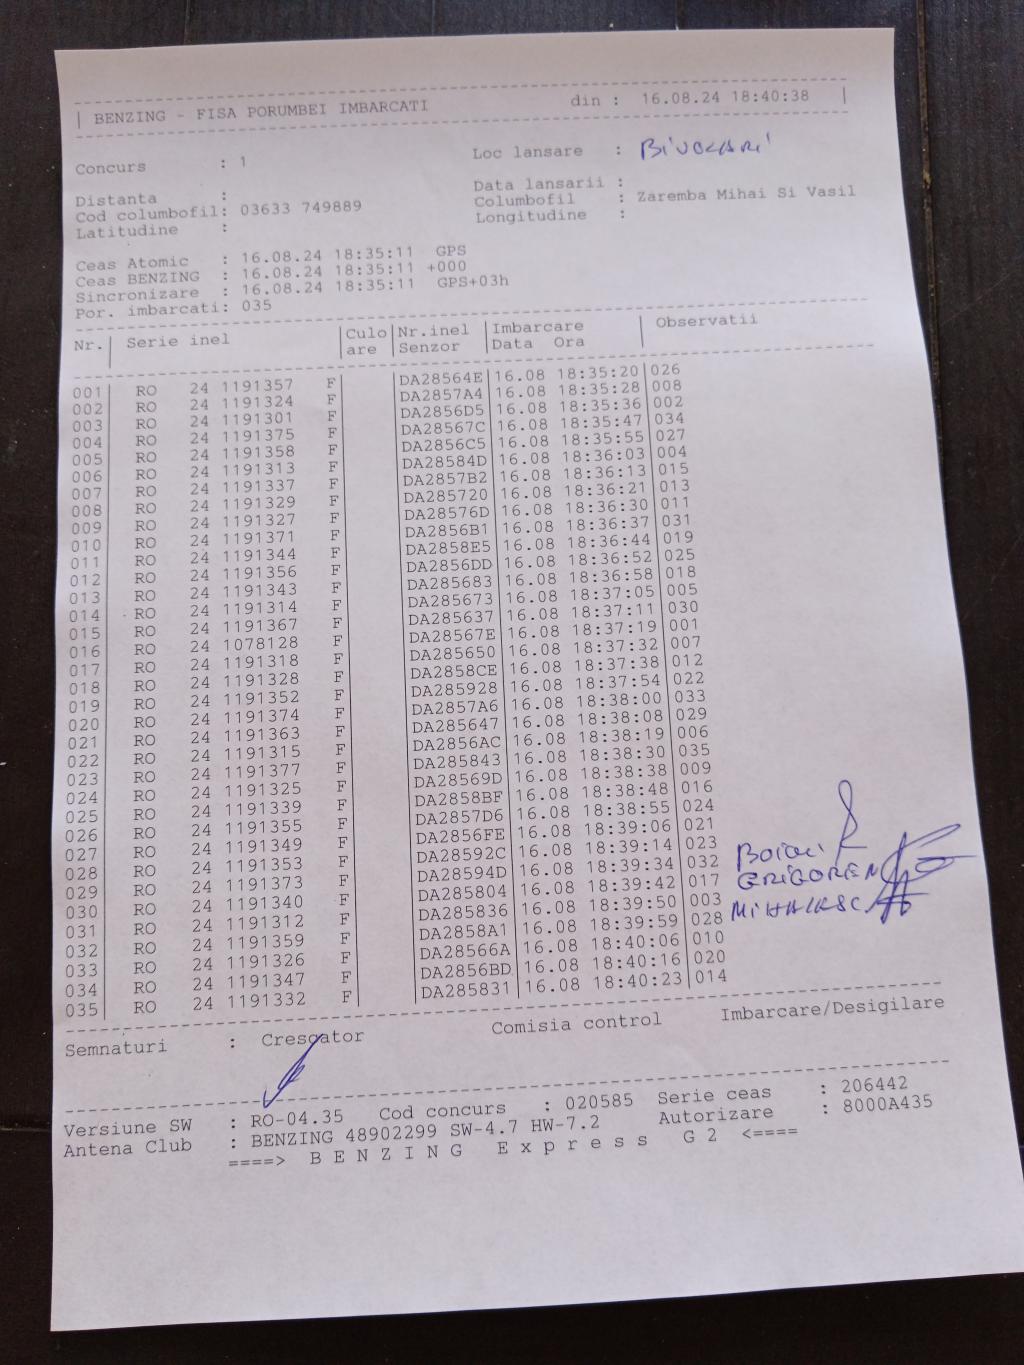 BENZING - FISA PORUMBEI IMBARCATI din : 16.08.24 18:40:38
Concurs : 1 Loc lansare :
Distanta : Data lansarii :
Cod columbofil: 03633 749889 Columbofil : Zaremba Mihai Si Vasil
Latitudine : Longitudine :
Ceas Atomic : 16.08.24 18:35:11 GPS
Ceas BENZING : 16.08.24 18:35:11 +000
Sincronizare : 16.08.24 18:35:11 GPS+03h
Por. imbarcati: 035
Nr.| Serie inel |Culo|Nr.inel |Imbarcare | Observatii
|are |Senzor |Data Ora |
001| RO 24 1191357 F| |DA28564E|16.08 18:35:20|026
002| RO 24 1191324 F| |DA2857A4|16.08 18:35:28|008
003| RO 24 1191301 F| |DA2856D5|16.08 18:35:36|002
004| RO 24 1191375 F| |DA28567C|16.08 18:35:47|034
005| RO 24 1191358 F| |DA2856C5|16.08 18:35:55|027
006| RO 24 1191313 F| |DA28584D|16.08 18:36:03|004
007| RO 24 1191337 F| |DA2857B2|16.08 18:36:13|015
008| RO 24 1191329 F| |DA285720|16.08 18:36:21|013
009| RO 24 1191327 F| |DA28576D|16.08 18:36:30|011
010| RO 24 1191371 F| |DA2856B1|16.08 18:36:37|031
011| RO 24 1191344 F| |DA2858E5|16.08 18:36:44|019
012| RO 24 1191356 F| |DA2856DD|16.08 18:36:52|025
013| RO 24 1191343 F| |DA285683|16.08 18:36:58|018
014| RO 24 1191314 F| |DA285673|16.08 18:37:05|005
015| RO 24 1191367 F| |DA285637|16.08 18:37:11|030
016| RO 24 1078128 F| |DA28567E|16.08 18:37:19|001
017| RO 24 1191318 F| |DA285650|16.08 18:37:32|007
018| RO 24 1191328 F| |DA2858CE|16.08 18:37:38|012
019| RO 24 1191352 F| |DA285928|16.08 18:37:54|022
020| RO 24 1191374 F| |DA2857A6|16.08 18:38:00|033
021| RO 24 1191363 F| |DA285647|16.08 18:38:08|029
022| RO 24 1191315 F| |DA2856AC|16.08 18:38:19|006
023| RO 24 1191377 F| |DA285843|16.08 18:38:30|035
024| RO 24 1191325 F| |DA28569D|16.08 18:38:38|009
025| RO 24 1191339 F| |DA2858BF|16.08 18:38:48|016
026| RO 24 1191355 F| |DA2857D6|16.08 18:38:55|024
027| RO 24 1191349 F| |DA2856FE|16.08 18:39:06|021
028| RO 24 1191353 F| |DA28592C|16.08 18:39:14|023
029| RO 24 1191373 F| |DA28594D|16.08 18:39:34|032
030| RO 24 1191340 F| |DA285804|16.08 18:39:42|017
031| RO 24 1191312 F| |DA285836|16.08 18:39:50|003
032| RO 24 1191359 F| |DA2858A1|16.08 18:39:59|028
033| RO 24 1191326 F| |DA28566A|16.08 18:40:06|010
034| RO 24 1191347 F| |DA2856BD|16.08 18:40:16|020
035| RO 24 1191332 F| |DA285831|16.08 18:40:23|014
Semnaturi : Crescator Comisia control Imbarcare/Desigilare
Versiune SW : RO-04.35 Cod concurs : 020585 Serie ceas : 206442
Antena Club : BENZING 48902299 SW-4.7 HW-7.2 Autorizare : 8000A435
====> B E N Z I N G E x p r e s s G 2 <====